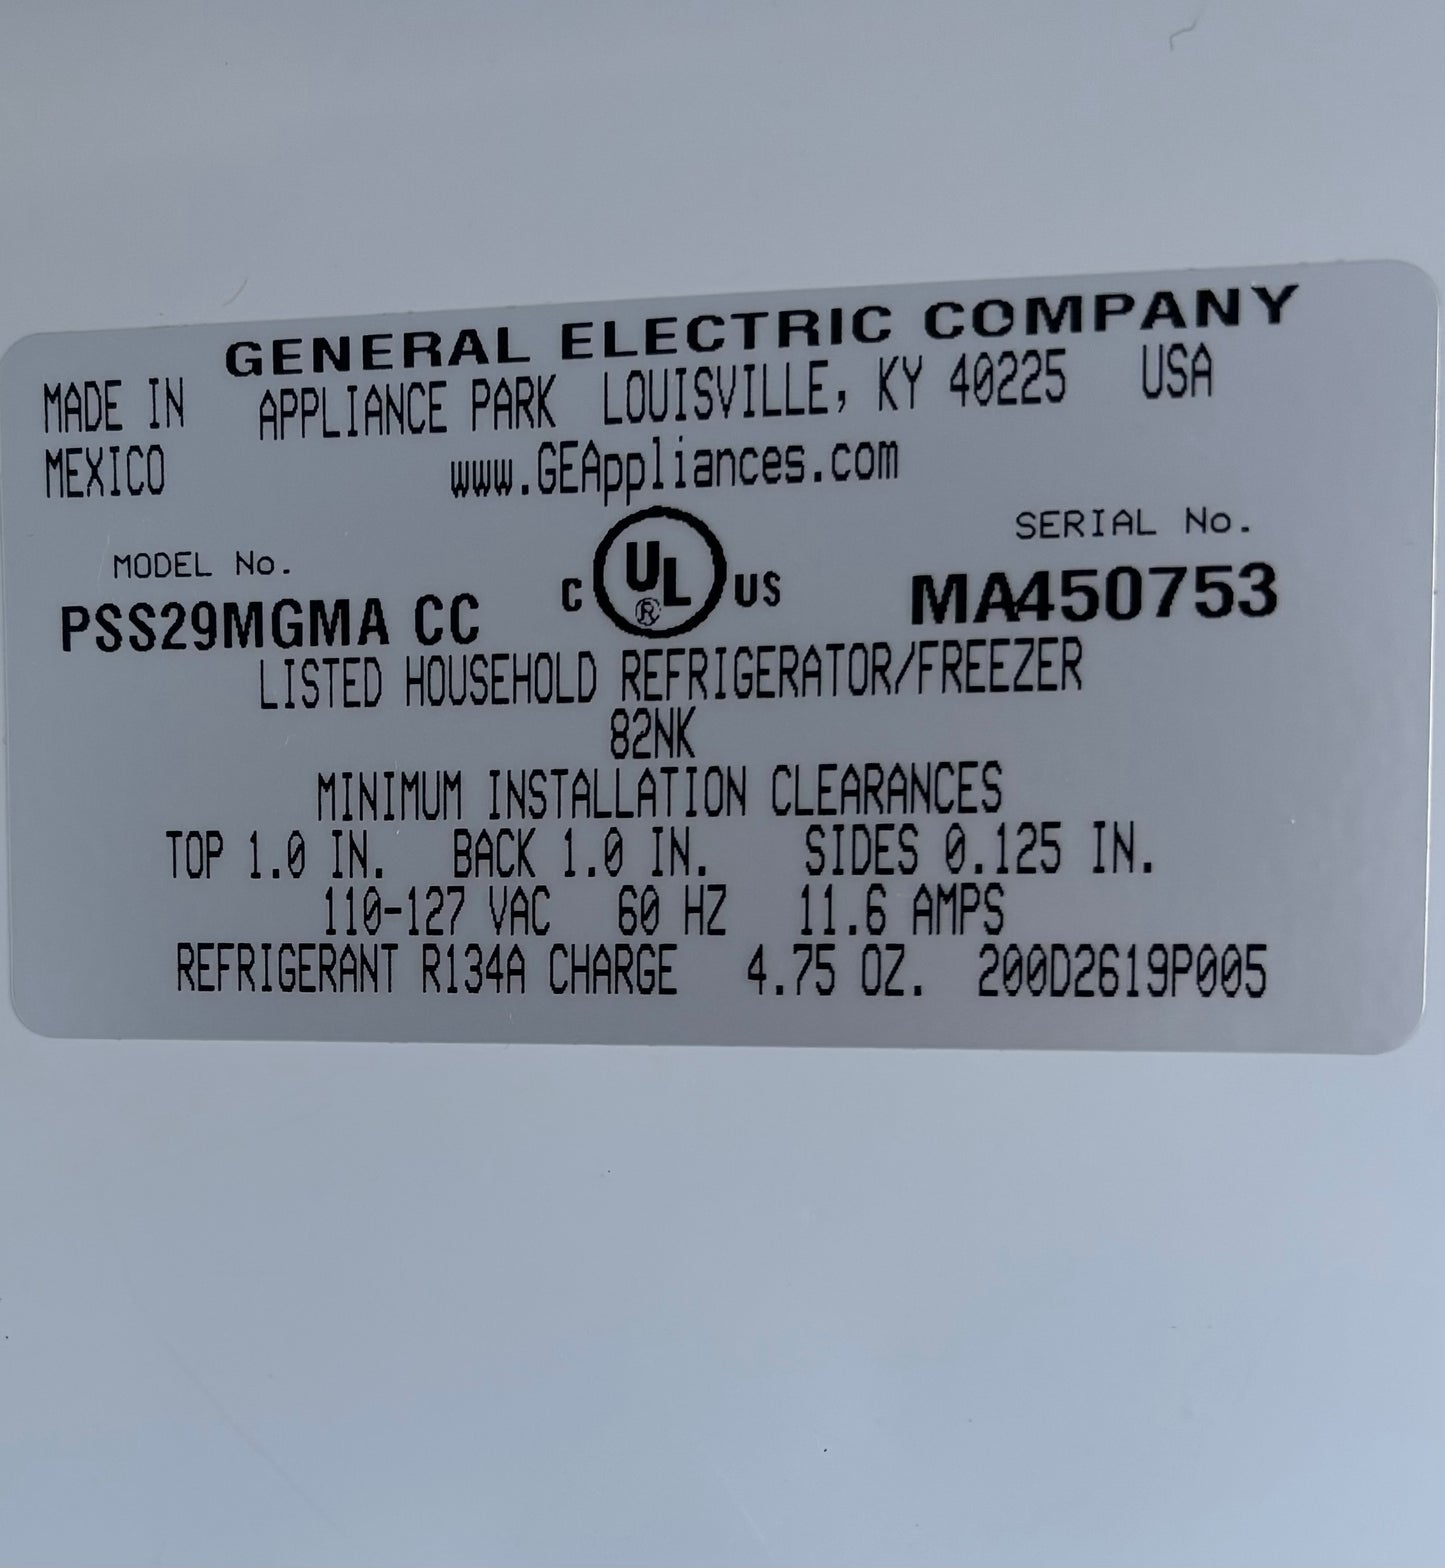 GENERAL ELECTRIC COMPANY
MADE IN APPLIANCE PARK LOUISVILLE, KY 40225 USA
MEXICO www.GEAppliances.com
MODEL No. SERIAL No.
PSS29MGMA CC C UL® US MA450753
LISTED HOUSEHOLD REFRIGERATOR/FREEZER
82NK
MINIMUM INSTALLATION CLEARANCES
TOP 1.0 IN. BACK 1.0 IN. SIDES 0.125 IN.
110-127 VAC 60 HZ 11.6 AMPS
REFRIGERANT R134A CHARGE 4.75 OZ. 200D2619P005